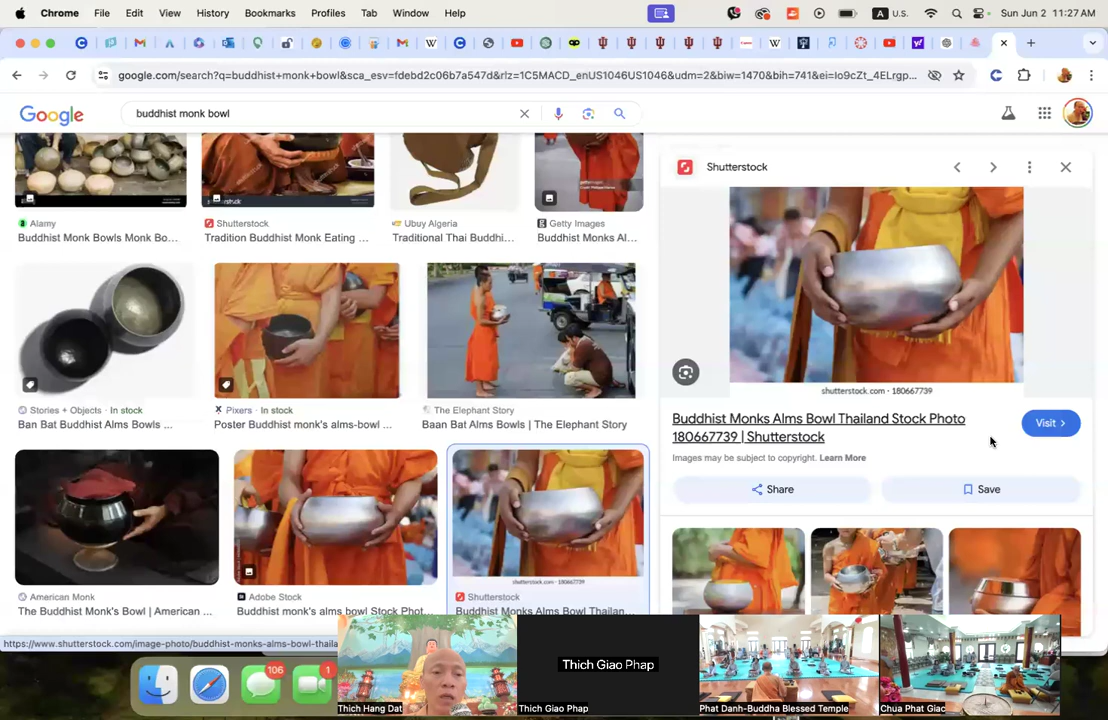 Chrome File Edit View History Bookmarks Profiles Tab Window Help A U.S. Sun Jun 2 11:27 AM
google.com/search?q=buddhist+monk+bowl&sca_esv=fdebd2c06b7a547d&rlz=1C5MACD_enUS1046US1046&udm=2&biw=1470&bih=741&ei=Io9cZt_4ELrgp...
Google
buddhist monk bowl
Shutterstock
Alamy
Buddhist Monk Bowls Monk Bo...
Shutterstock
Tradition Buddhist Monk Eating ...
Ubuy Algeria
Traditional Thai Buddhi...
Getty Images
Buddhist Monks Al...
Stories + Objects · In stock
Ban Bat Buddhist Alms Bowls ...
Pixers · In stock
Poster Buddhist monk's alms-bowl ...
The Elephant Story
Baan Bat Alms Bowls | The Elephant Story
American Monk
The Buddhist Monk's Bowl | American ...
Adobe Stock
Buddhist monk's alms bowl Stock Phot...
shutterstock.com · 180667739
Shutterstock
Buddhist Monks Alms Bowl Thailan...
shutterstock.com · 180667739
Buddhist Monks Alms Bowl Thailand Stock Photo
180667739 | Shutterstock
Visit
Images may be subject to copyright. Learn More
Share
Save
https://www.shutterstock.com/image-photo/buddhist-monks-alms-bowl-thaila
106
1
Thich Hang Dat
Thich Giao Phap
Thich Giao Phap
Phat Danh-Buddha Blessed Temple
Chua Phat Giac